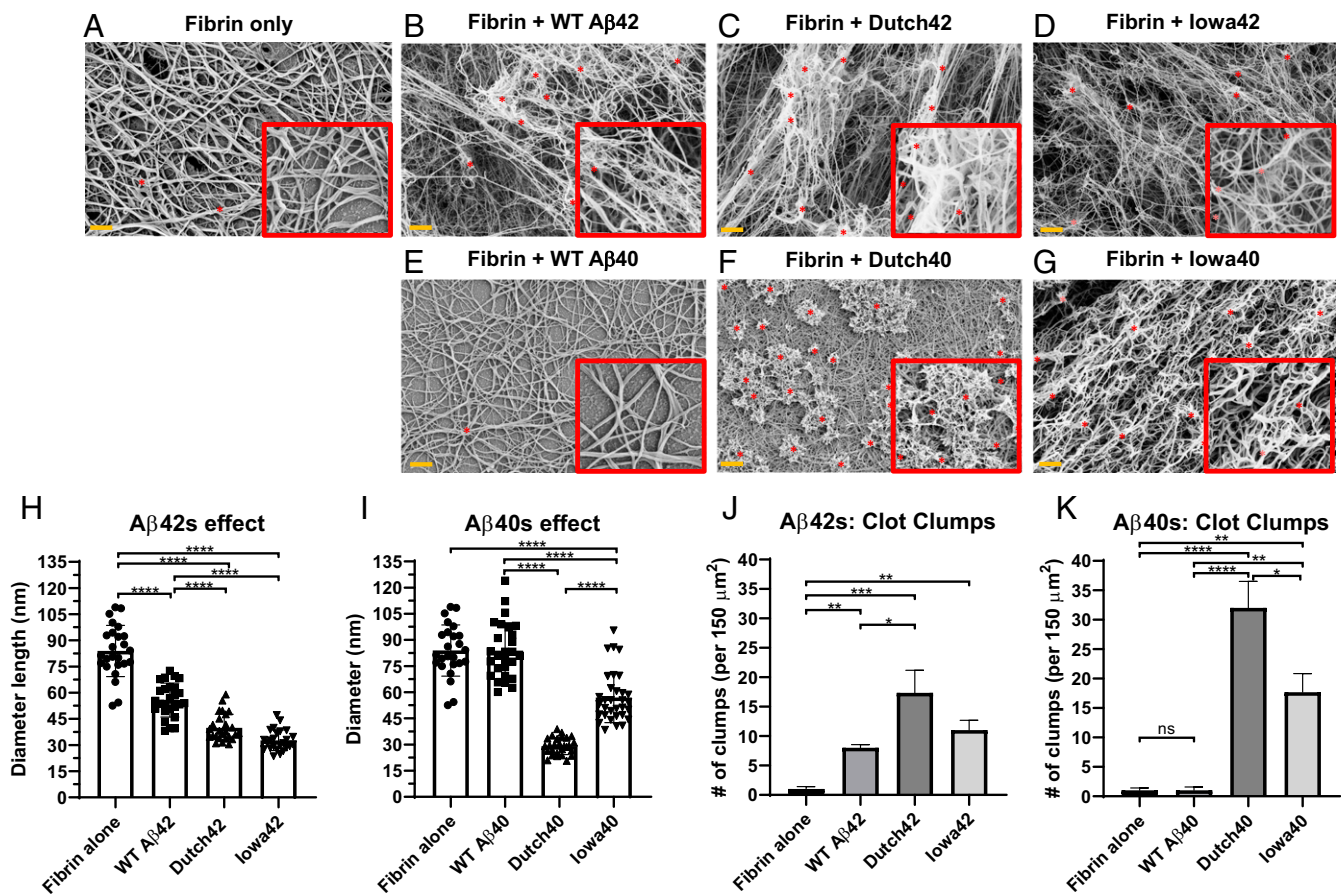 A Fibrin only
B Fibrin + WT Aβ42
C Fibrin + Dutch42
D Fibrin + Iowa42
E Fibrin + WT Aβ40
F Fibrin + Dutch40
G Fibrin + Iowa40
H Aβ42s effect
**** 
****
****
**** ****
Diameter length (nm)
135
120
105
90
75
60
45
30
15
0
Fibrin alone
WT Aβ42
Dutch42
Iowa42
I Aβ40s effect
****
****
****
****
Diameter (nm)
135
120
105
90
75
60
45
30
15
0
Fibrin alone
WT Aβ40
Dutch40
Iowa40
J Aβ42s: Clot Clumps
**
***
**
*
# of clumps (per 150 μm²)
40
35
30
25
20
15
10
5
0
Fibrin alone
WT Aβ42
Dutch42
Iowa42
K Aβ40s: Clot Clumps
**
****
**
****
*
ns
# of clumps (per 150 μm²)
40
35
30
25
20
15
10
5
0
Fibrin alone
WT Aβ40
Dutch40
Iowa40